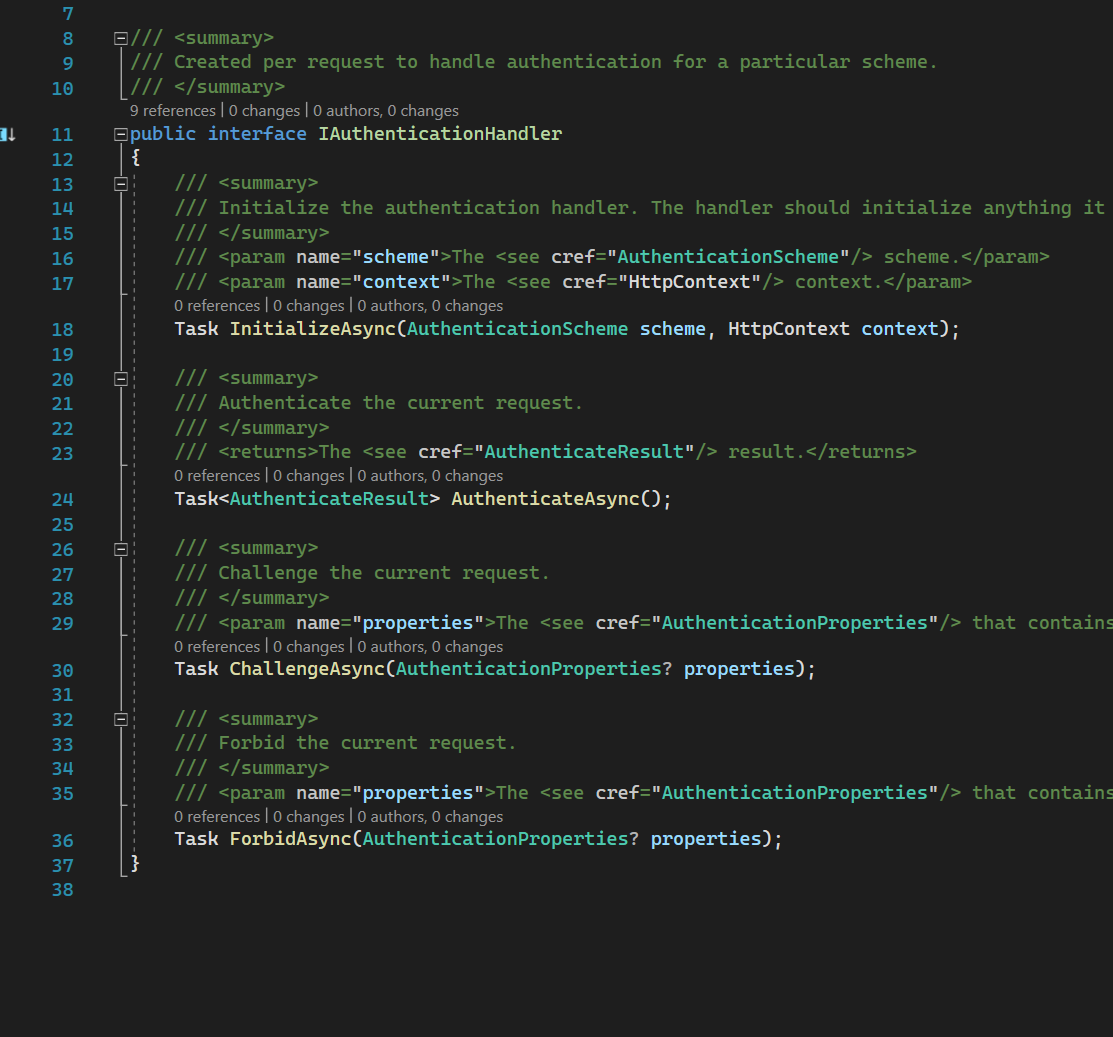 7
8 /// <summary>
9 /// Created per request to handle authentication for a particular scheme.
10 /// </summary>
9 references | 0 changes | 0 authors, 0 changes
11 public interface IAuthenticationHandler
12 {
13 /// <summary>
14 /// Initialize the authentication handler. The handler should initialize anything it
15 /// </summary>
16 /// <param name="scheme">The <see cref="AuthenticationScheme"/> scheme.</param>
17 /// <param name="context">The <see cref="HttpContext"/> context.</param>
0 references | 0 changes | 0 authors, 0 changes
18 Task InitializeAsync(AuthenticationScheme scheme, HttpContext context);
19
20 /// <summary>
21 /// Authenticate the current request.
22 /// </summary>
23 /// <returns>The <see cref="AuthenticateResult"/> result.</returns>
0 references | 0 changes | 0 authors, 0 changes
24 Task<AuthenticateResult> AuthenticateAsync();
25
26 /// <summary>
27 /// Challenge the current request.
28 /// </summary>
29 /// <param name="properties">The <see cref="AuthenticationProperties"/> that contains
0 references | 0 changes | 0 authors, 0 changes
30 Task ChallengeAsync(AuthenticationProperties? properties);
31
32 /// <summary>
33 /// Forbid the current request.
34 /// </summary>
35 /// <param name="properties">The <see cref="AuthenticationProperties"/> that contains
0 references | 0 changes | 0 authors, 0 changes
36 Task ForbidAsync(AuthenticationProperties? properties);
37 }
38